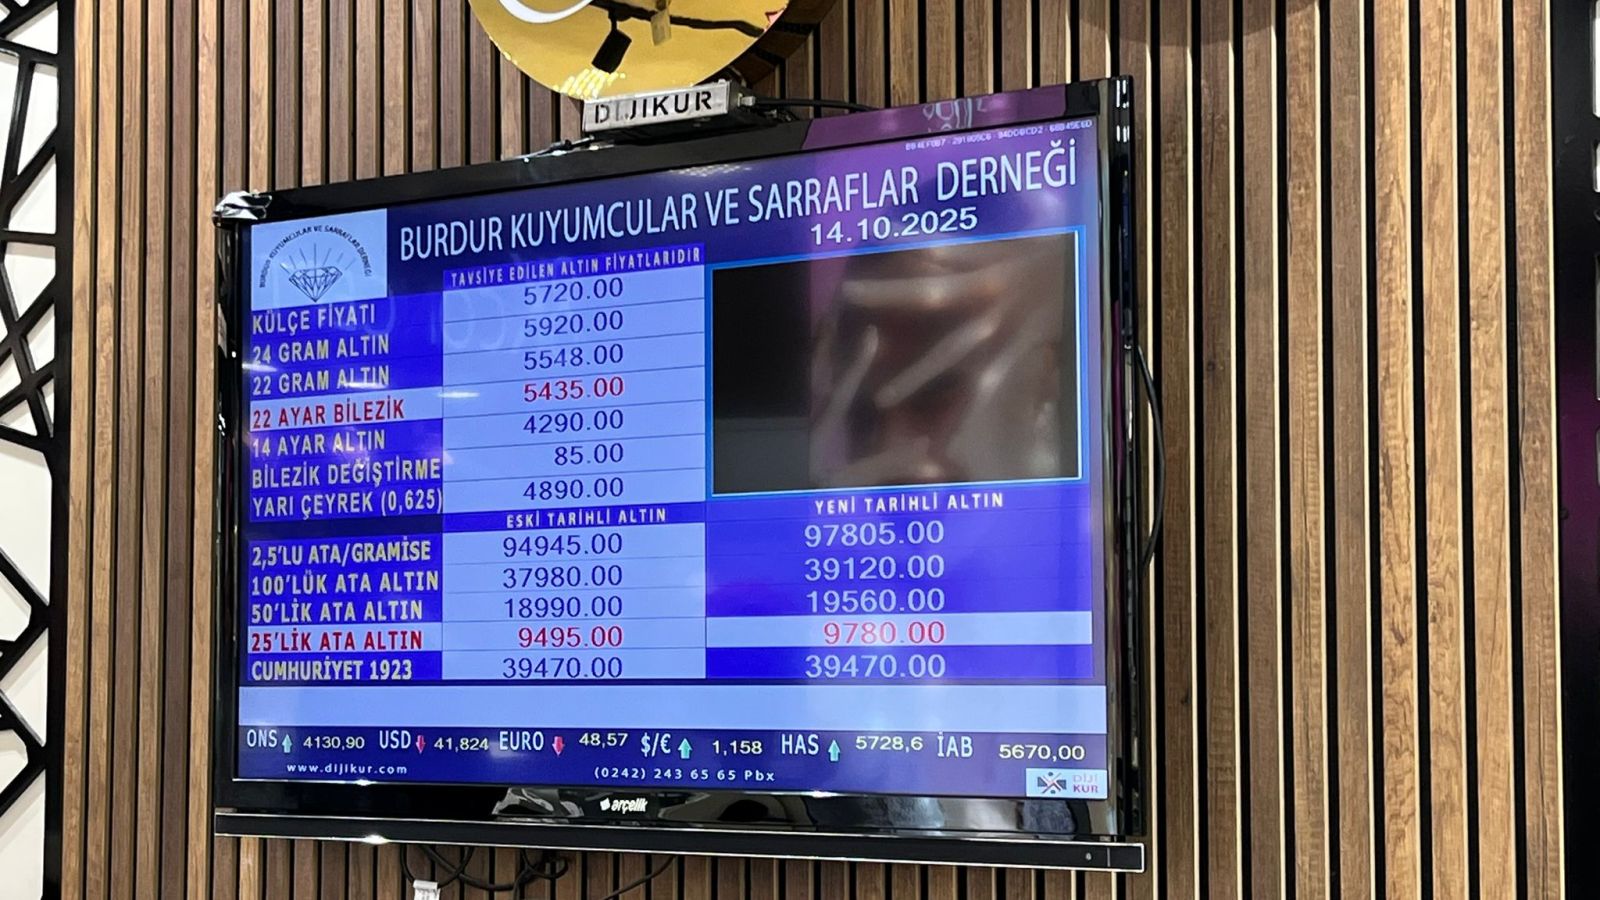 DIJIKUR
BURDUR KUYUMCULAR VE SARRAFLAR DERNEĞİ
14.10.2025
BURDUR KUYUMCULAR VE SARRAFLAR DERNEĞİ
TAVSİYE EDİLEN ALTIN FİYATLARIDIR
KÜLÇE FİYATI 5720.00
24 GRAM ALTIN 5920.00
22 GRAM ALTIN 5548.00
22 AYAR BİLEZİK 5435.00
14 AYAR ALTIN 4290.00
BİLEZİK DEĞİŞTİRME 85.00
YARI ÇEYREK (0,625) 4890.00
ESKİ TARİHLİ ALTIN YENİ TARİHLİ ALTIN
2,5'LU ATA/GRAMİSE 94945.00 97805.00
100'LÜK ATA ALTIN 37980.00 39120.00
50'LİK ATA ALTIN 18990.00 19560.00
25'LİK ATA ALTIN 9495.00 9780.00
CUMHURİYET 1923 39470.00 39470.00
ONS 4130,90 USD 41,824 EURO 48,57 $/€ 1,158 HAS 5728,6 İAB 5670,00
www.dijikur.com (0242) 243 65 65 Pbx
DİJİ
KUR
arçelik